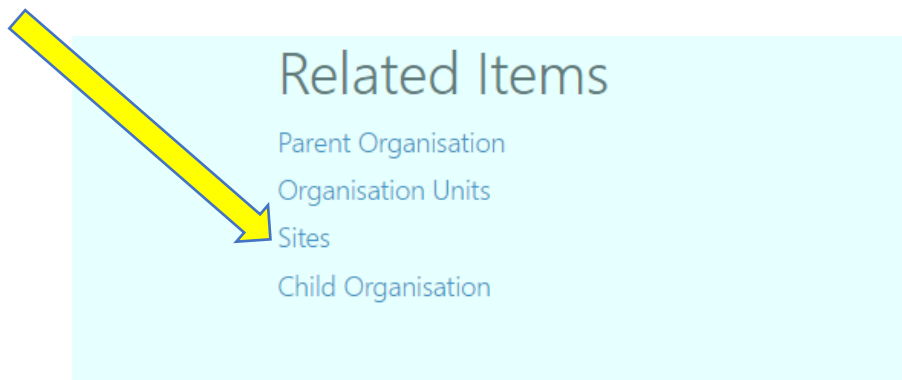 Related Items
Parent Organisation
Organisation Units
Sites
Child Organisation